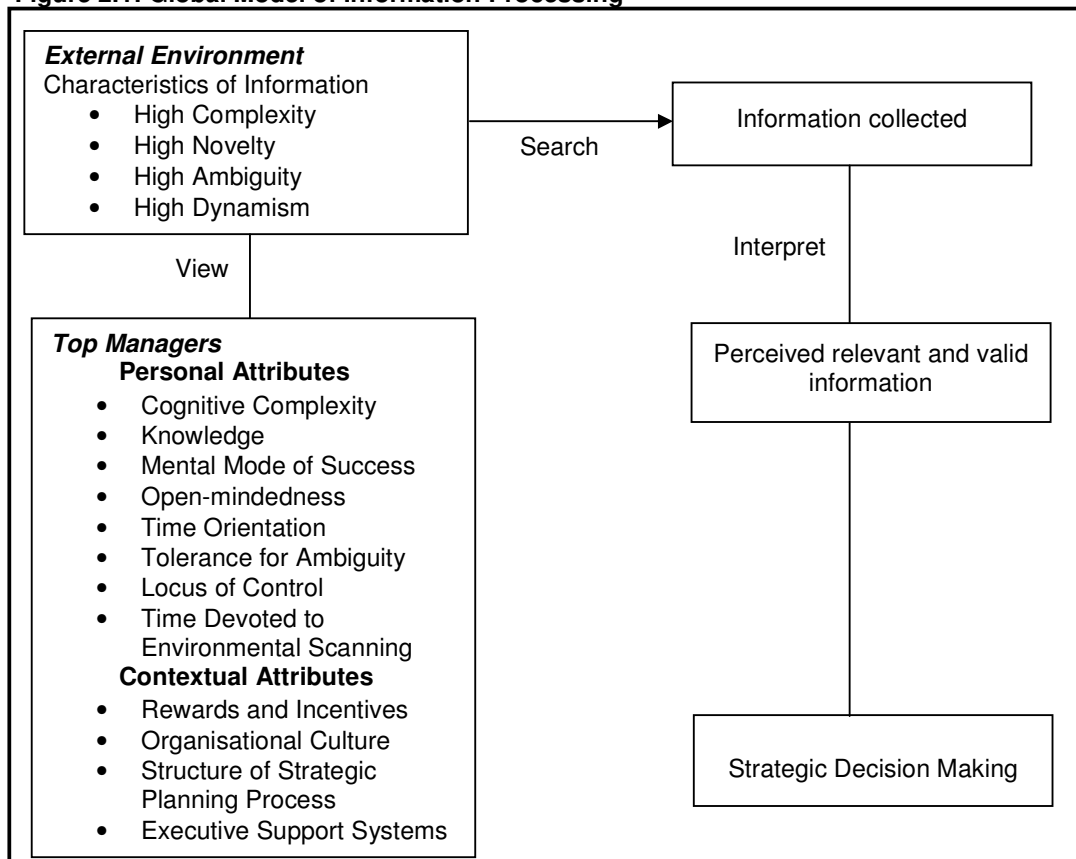 Figure 2.1: Global Model of Information Processing
External Environment
Characteristics of Information
• High Complexity
• High Novelty
• High Ambiguity
• High Dynamism
Search
Information collected
View
Interpret
Top Managers
Personal Attributes
• Cognitive Complexity
• Knowledge
• Mental Mode of Success
• Open-mindedness
• Time Orientation
• Tolerance for Ambiguity
• Locus of Control
• Time Devoted to
Environmental Scanning
Contextual Attributes
• Rewards and Incentives
• Organisational Culture
• Structure of Strategic
Planning Process
• Executive Support Systems
Perceived relevant and valid
information
Strategic Decision Making